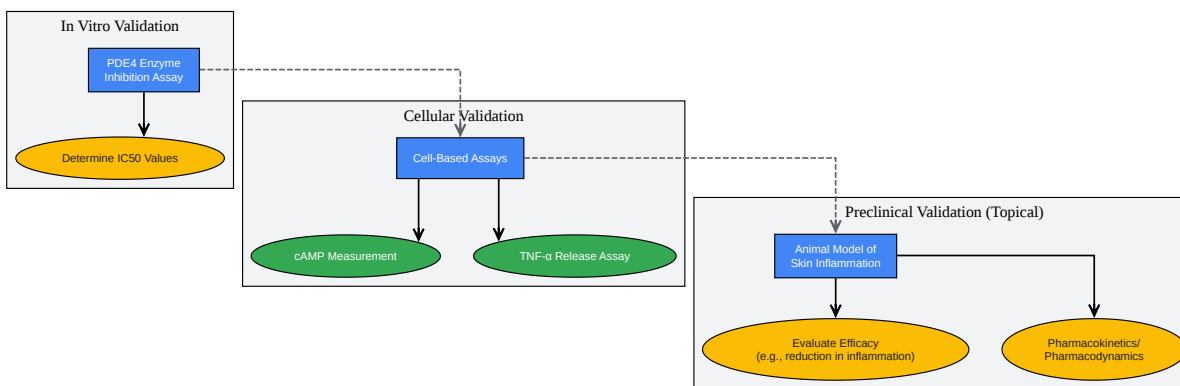 In Vitro Validation
PDE4 Enzyme
Inhibition Assay
Determine IC50 Values
Cellular Validation
Cell-Based Assays
cAMP Measurement
TNF-α Release Assay
Preclinical Validation (Topical)
Animal Model of
Skin Inflammation
Evaluate Efficacy
(e.g., reduction in inflammation)
Pharmacokinetics/
Pharmacodynamics